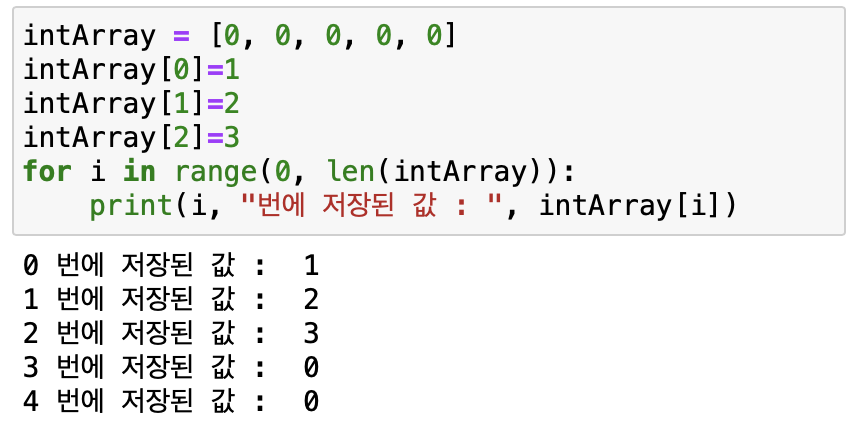 intArray = [0, 0, 0, 0, 0]
intArray[0]=1
intArray[1]=2
intArray[2]=3
for i in range(0, len(intArray)):
    print(i, "번에 저장된 값 : ", intArray[i])
0 번에 저장된 값 :  1
1 번에 저장된 값 :  2
2 번에 저장된 값 :  3
3 번에 저장된 값 :  0
4 번에 저장된 값 :  0